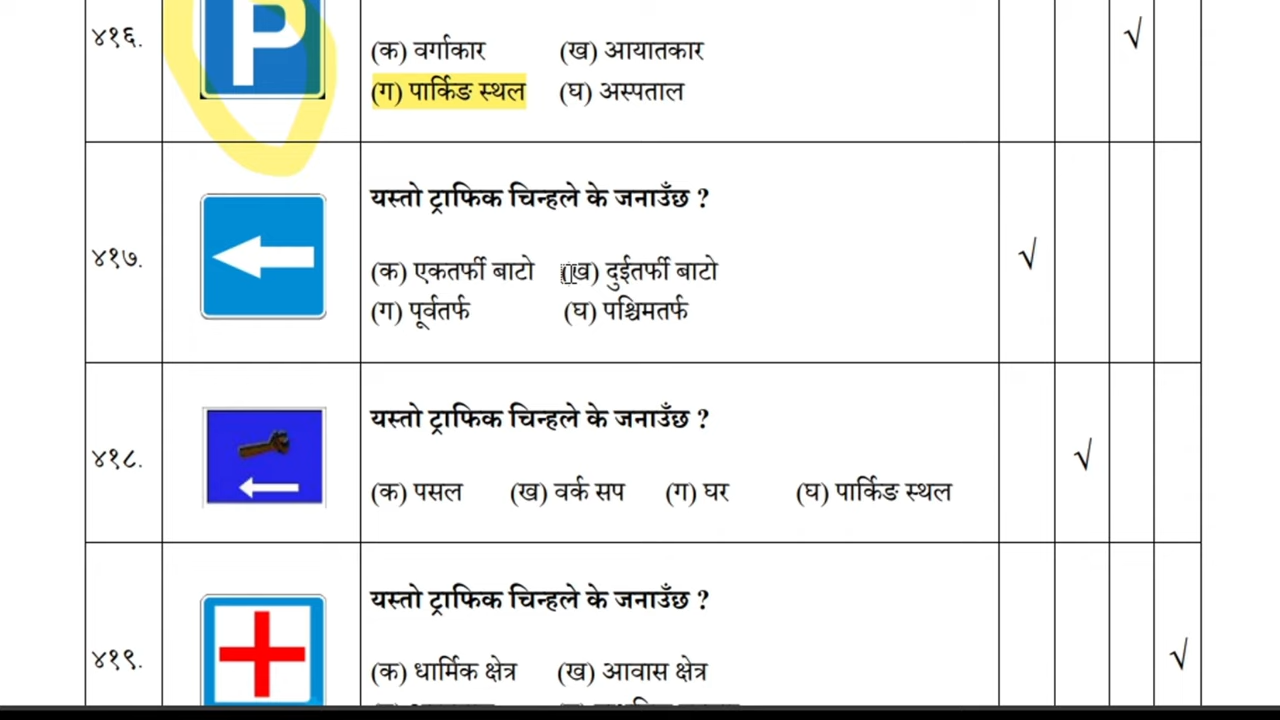 ४१६.
P
(क) वर्गाकार (ख) आयातकार
(ग) पार्किङ स्थल (घ) अस्पताल
√
४१७.
यस्तो ट्राफिक चिन्हले के जनाउँछ ?
(क) एकतर्फी बाटो (ख) दुईतर्फी बाटो
(ग) पूर्वतर्फ (घ) पश्चिमतर्फ
√
४१८.
यस्तो ट्राफिक चिन्हले के जनाउँछ ?
(क) पसल (ख) वर्क सप (ग) घर (घ) पार्किङ स्थल
√
४१९.
यस्तो ट्राफिक चिन्हले के जनाउँछ ?
(क) धार्मिक क्षेत्र (ख) आवास क्षेत्र
√